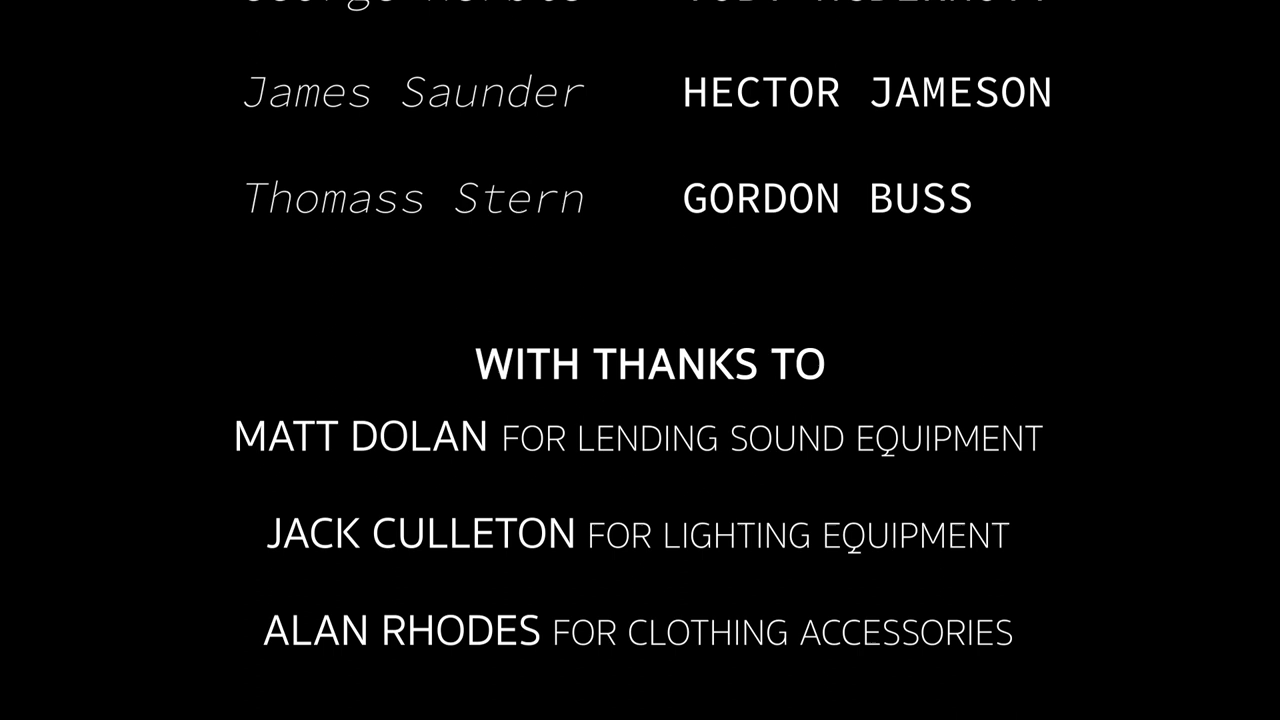 James Saunder HECTOR JAMESON
Thomass Stern GORDON BUSS
WITH THANKS TO
MATT DOLAN FOR LENDING SOUND EQUIPMENT
JACK CULLETON FOR LIGHTING EQUIPMENT
ALAN RHODES FOR CLOTHING ACCESSORIES